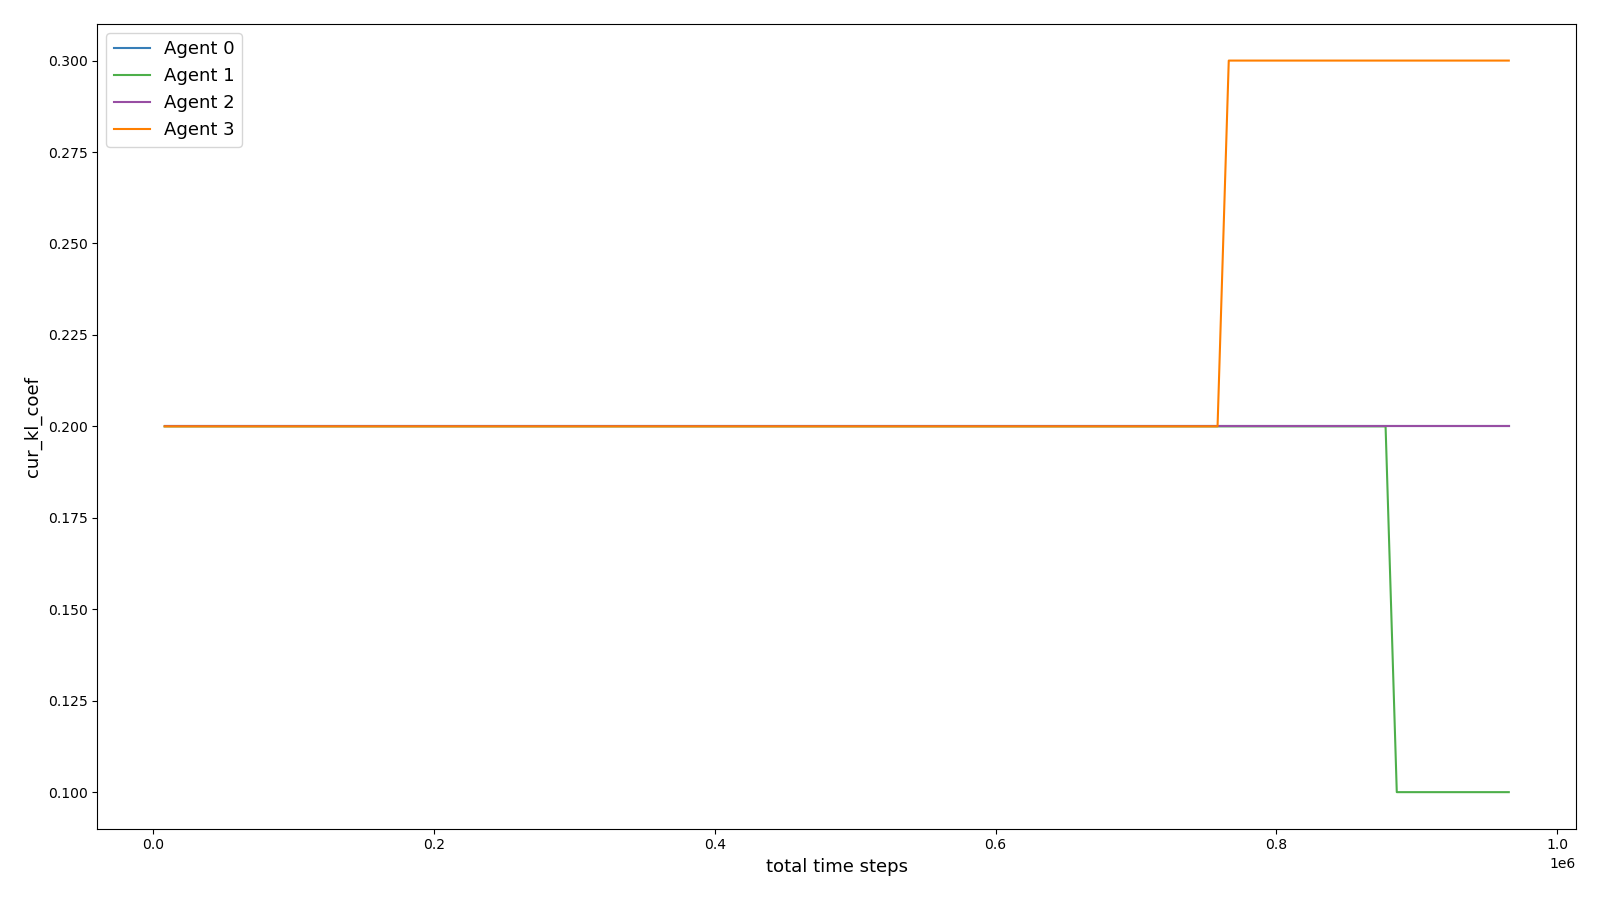 Agent 0
Agent 1
Agent 2
Agent 3
0.300
0.275
0.250
0.225
0.200
0.175
0.150
0.125
0.100
cur_kl_coef
0.0 0.2 0.4 0.6 0.8 1.0
1e6
total time steps